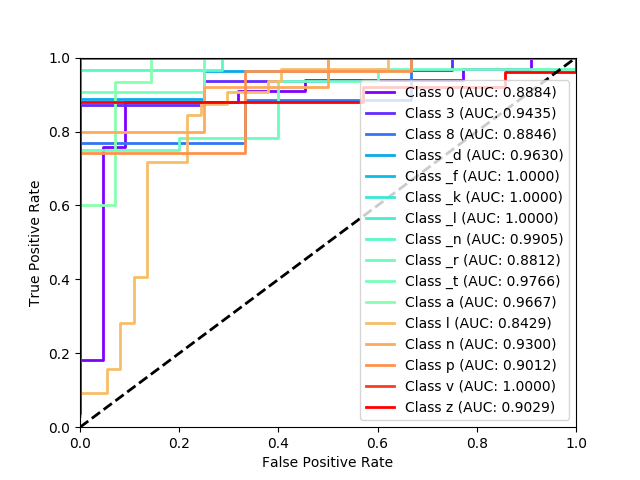 1.0
0.8
0.6
0.4
0.2
0.0
True Positive Rate
Class 0 (AUC: 0.8884)
Class 3 (AUC: 0.9435)
Class 8 (AUC: 0.8846)
Class _d (AUC: 0.9630)
Class _f (AUC: 1.0000)
Class _k (AUC: 1.0000)
Class _l (AUC: 1.0000)
Class _n (AUC: 0.9905)
Class _r (AUC: 0.8812)
Class _t (AUC: 0.9766)
Class a (AUC: 0.9667)
Class l (AUC: 0.8429)
Class n (AUC: 0.9300)
Class p (AUC: 0.9012)
Class v (AUC: 1.0000)
Class z (AUC: 0.9029)
0.0 0.2 0.4 0.6 0.8 1.0
False Positive Rate